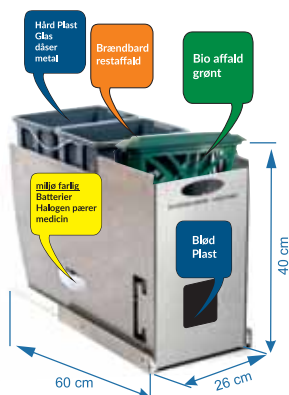 Hård Plast
Glas
dåser
metal
Brændbard
restaffald
Bio affald
grønt
miljø farlig
Batterier
Halogen pærer
medicin
Blød
Plast
40 cm
60 cm
26 cm